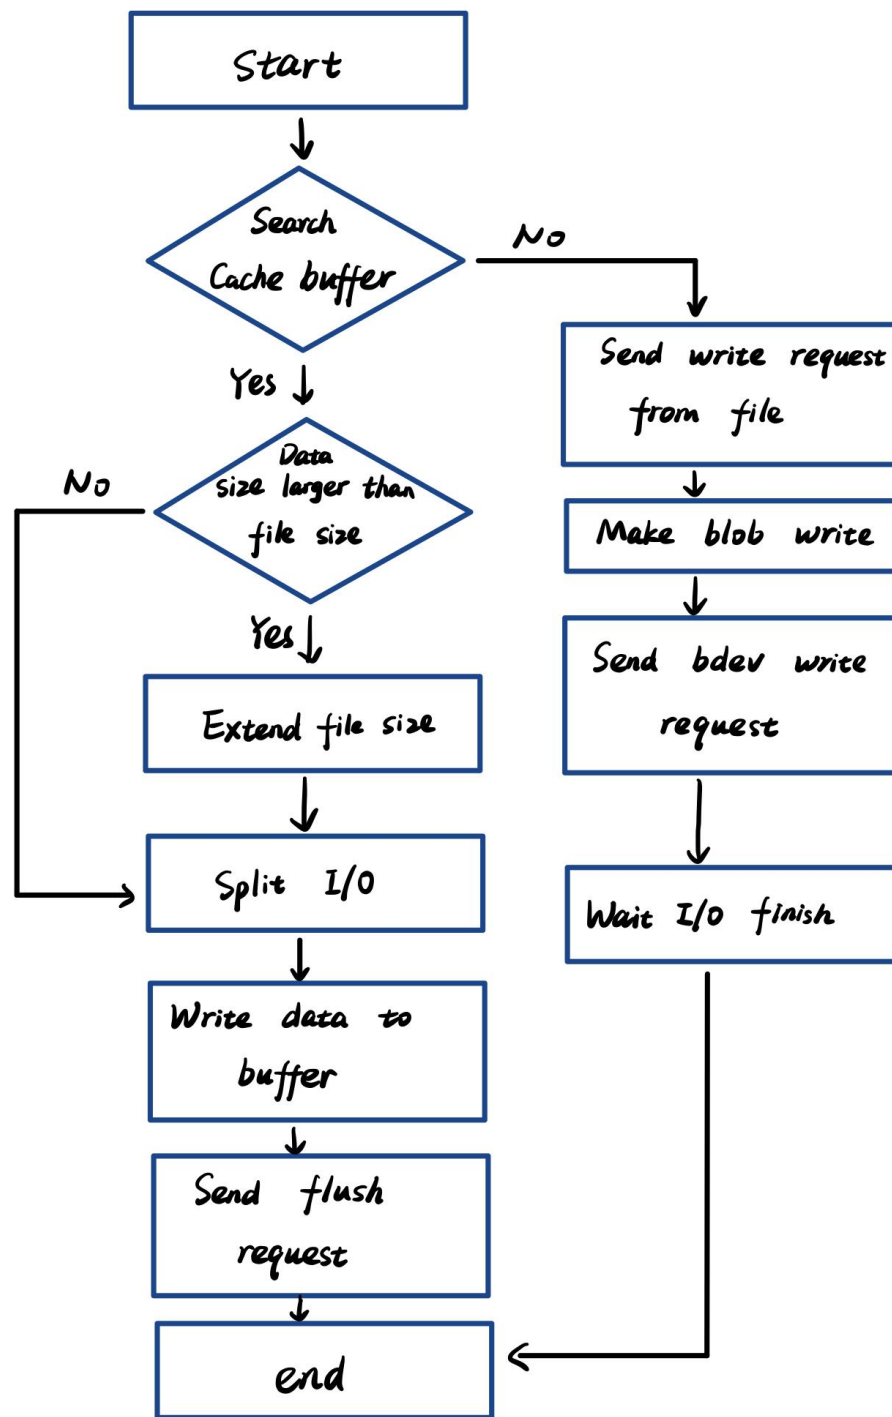 Start
Search
Cache buffer
No
Yes
Send write request
from file
Data
size larger than
file size
No
Make blob write
Yes
Send bdev write
request
Extend file size
Split I/O
Wait I/O finish
Write data to
buffer
Send flush
request
end